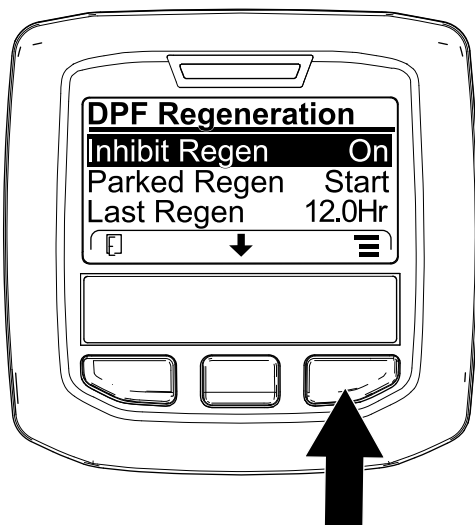 DPF Regeneration
Inhibit Regen On
Parked Regen Start
Last Regen 12.0Hr